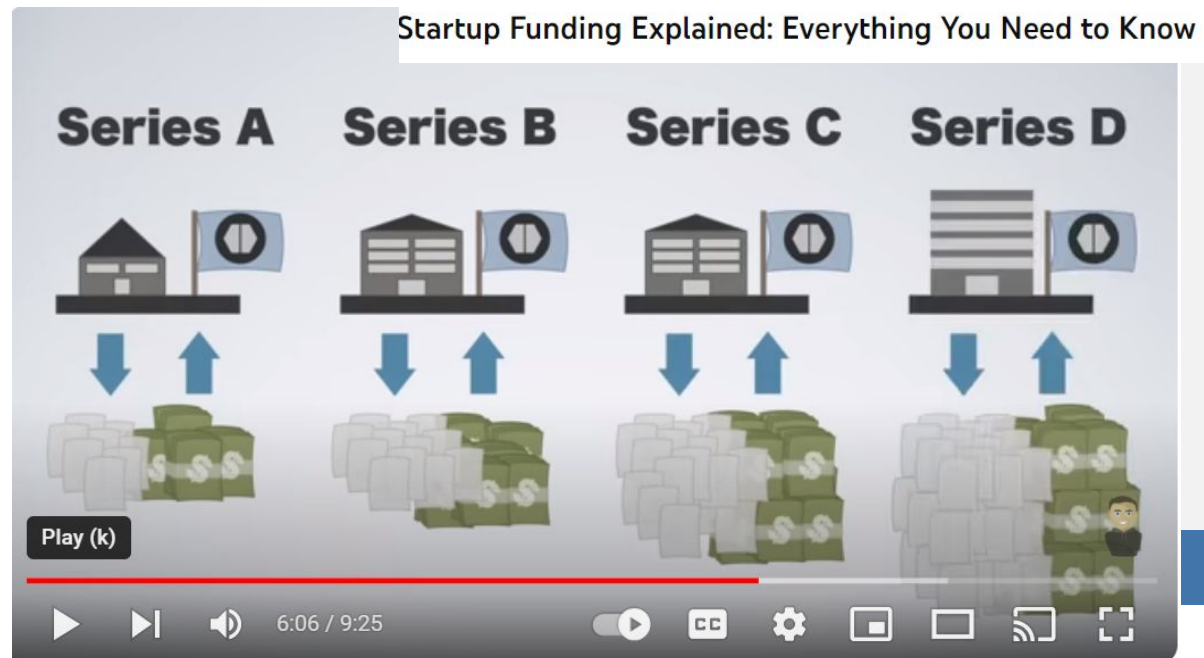 Startup Funding Explained: Everything You Need to Know
Series A Series B Series C Series D
$ $ $ $ $ $ $ $ $ $ $ $ $
Play (k)
6:06 / 9:25
CC